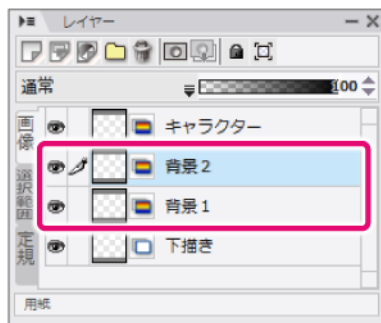 レイヤー
通常 100
画像
選択範囲
定規
キャラクター
背景2
背景1
下描き
用紙